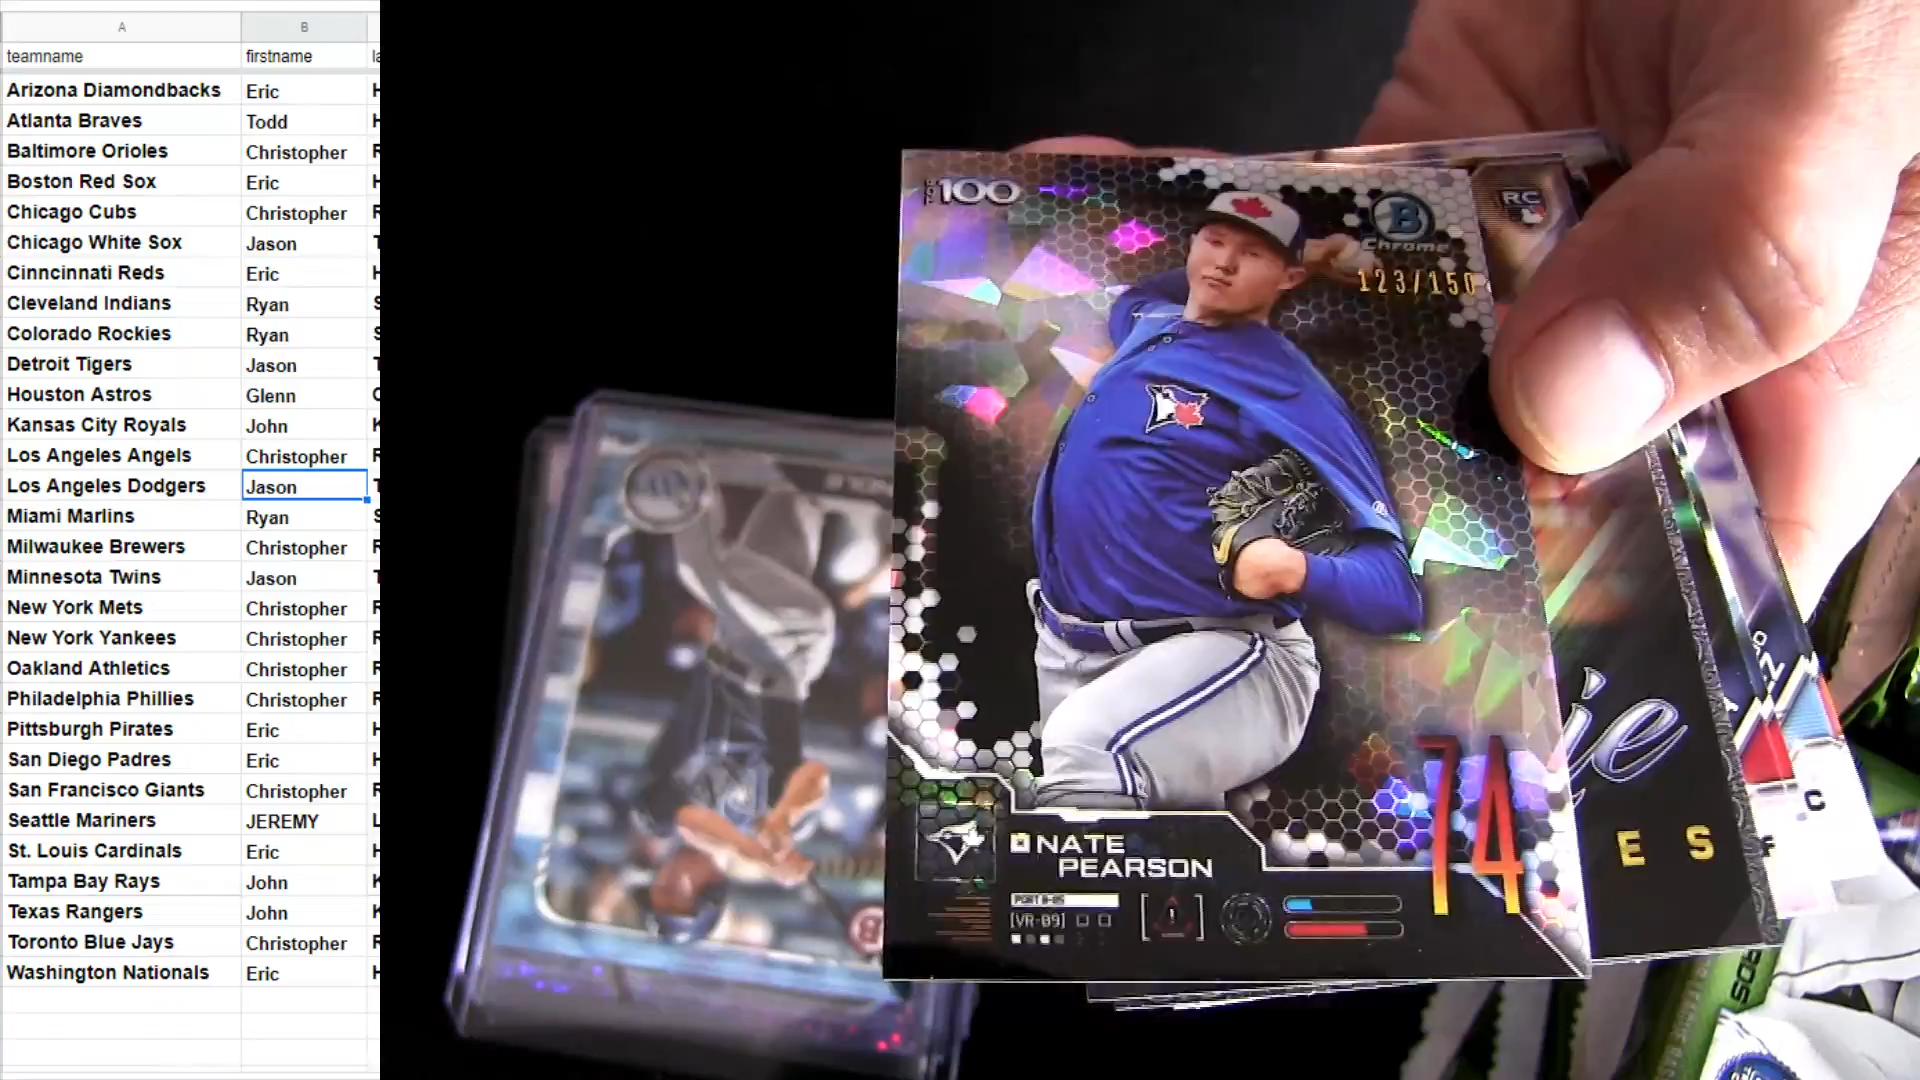 A B
teamname firstname
Arizona Diamondbacks Eric
Atlanta Braves Todd
Baltimore Orioles Christopher
Boston Red Sox Eric
Chicago Cubs Christopher
Chicago White Sox Jason
Cinncinnati Reds Eric
Cleveland Indians Ryan
Colorado Rockies Ryan
Detroit Tigers Jason
Houston Astros Glenn
Kansas City Royals John
Los Angeles Angels Christopher
Los Angeles Dodgers Jason
Miami Marlins Ryan
Milwaukee Brewers Christopher
Minnesota Twins Jason
New York Mets Christopher
New York Yankees Christopher
Oakland Athletics Christopher
Philadelphia Phillies Christopher
Pittsburgh Pirates Eric
San Diego Padres Eric
San Francisco Giants Christopher
Seattle Mariners JEREMY
St. Louis Cardinals Eric
Tampa Bay Rays John
Texas Rangers John
Toronto Blue Jays Christopher
Washington Nationals Eric
100
B
Chrome
123/150
RC
74
NATE
PEARSON
[VR-09]
E S